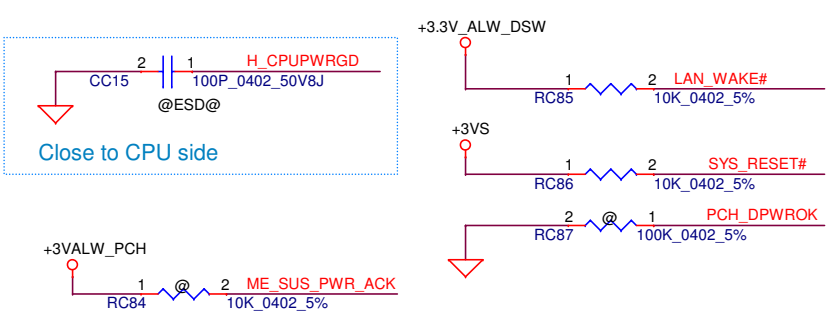 2 1 H_CPUPWRGD
CC15 100P_0402_50V8J
@ESD@
Close to CPU side
+3.3V_ALW_DSW
1 2 LAN_WAKE#
RC85 10K_0402_5%
+3VS
1 2 SYS_RESET#
RC86 10K_0402_5%
2 @ 1 PCH_DPWROK
RC87 100K_0402_5%
+3VALW_PCH
1 @ 2 ME_SUS_PWR_ACK
RC84 10K_0402_5%